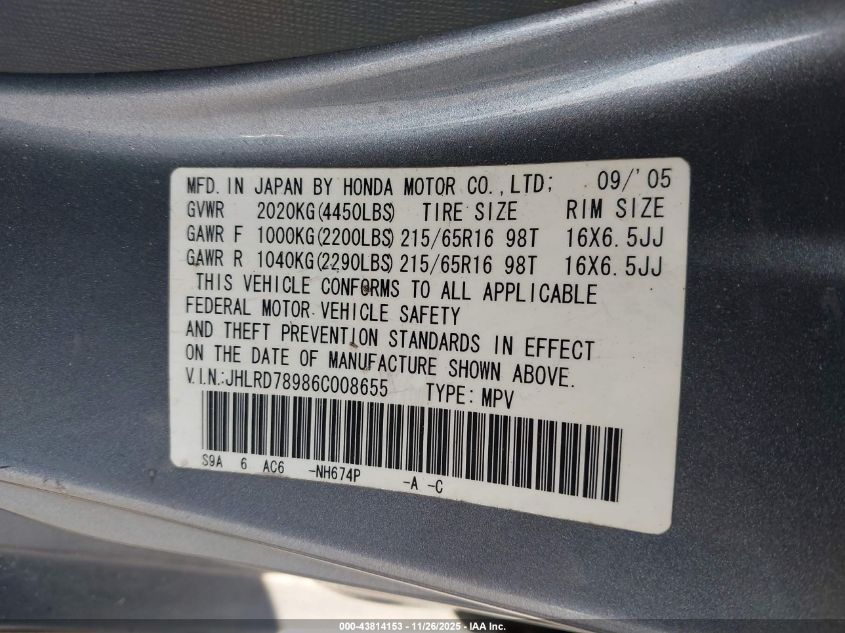 MFD. IN JAPAN BY HONDA MOTOR CO., LTD; 09/'05
GVWR 2020KG(4450LBS) TIRE SIZE RIM SIZE
GAWR F 1000KG(2200LBS) 215/65R16 98T 16X6.5JJ
GAWR R 1040KG(2290LBS) 215/65R16 98T 16X6.5JJ
THIS VEHICLE CONFORMS TO ALL APPLICABLE
FEDERAL MOTOR VEHICLE SAFETY
AND THEFT PREVENTION STANDARDS IN EFFECT
ON THE DATE OF MANUFACTURE SHOWN ABOVE.
V.I.N.:JHLRD78986C008655 TYPE: MPV
S9A 6 AC6 -NH674P -A -C
000-43814153 - 11/26/2025 - IAA Inc.